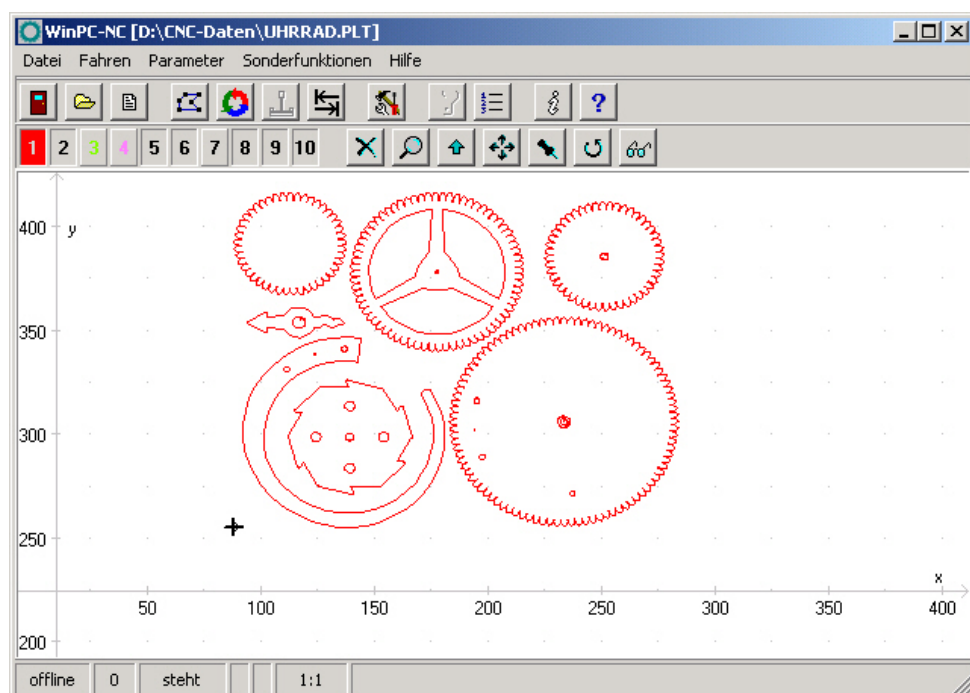 WinPC-NC [D:\CNC-Daten\UHRRAD.PLT]
Datei Fahren Parameter Sonderfunktionen Hilfe
1 2 3 4 5 6 7 8 9 10
400 y
350
300
250
x
50 100 150 200 250 300 350 400
200
offline 0 steht 1:1